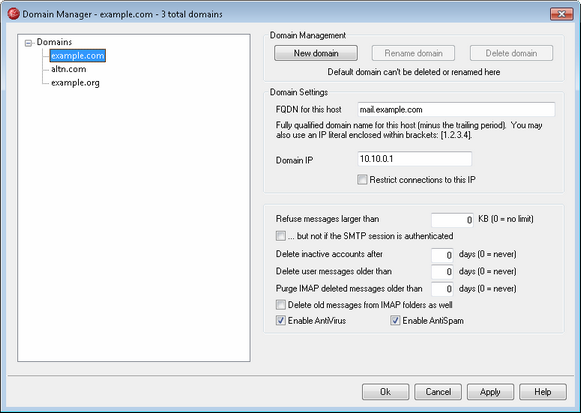 Domain Manager - example.com - 3 total domains
Domains
example.com
altn.com
example.org
Domain Management
New domain
Rename domain
Delete domain
Default domain can't be deleted or renamed here
Domain Settings
FQDN for this host
mail.example.com
Fully qualified domain name for this host (minus the trailing period). You may
also use an IP literal enclosed within brackets: [1.2.3.4].
Domain IP
10.10.0.1
Restrict connections to this IP
Refuse messages larger than 0 KB (0 = no limit)
... but not if the SMTP session is authenticated
Delete inactive accounts after 0 days (0 = never)
Delete user messages older than 0 days (0 = never)
Purge IMAP deleted messages older than 0 days (0 = never)
Delete old messages from IMAP folders as well
Enable AntiVirus
Enable AntiSpam
Ok
Cancel
Apply
Help